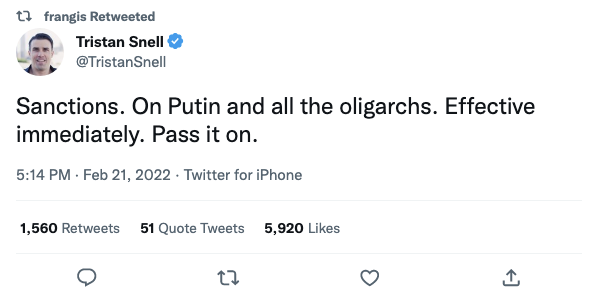 frangis Retweeted
Tristan Snell
@TristanSnell
Sanctions. On Putin and all the oligarchs. Effective
immediately. Pass it on.
5:14 PM · Feb 21, 2022 · Twitter for iPhone
1,560 Retweets 51 Quote Tweets 5,920 Likes